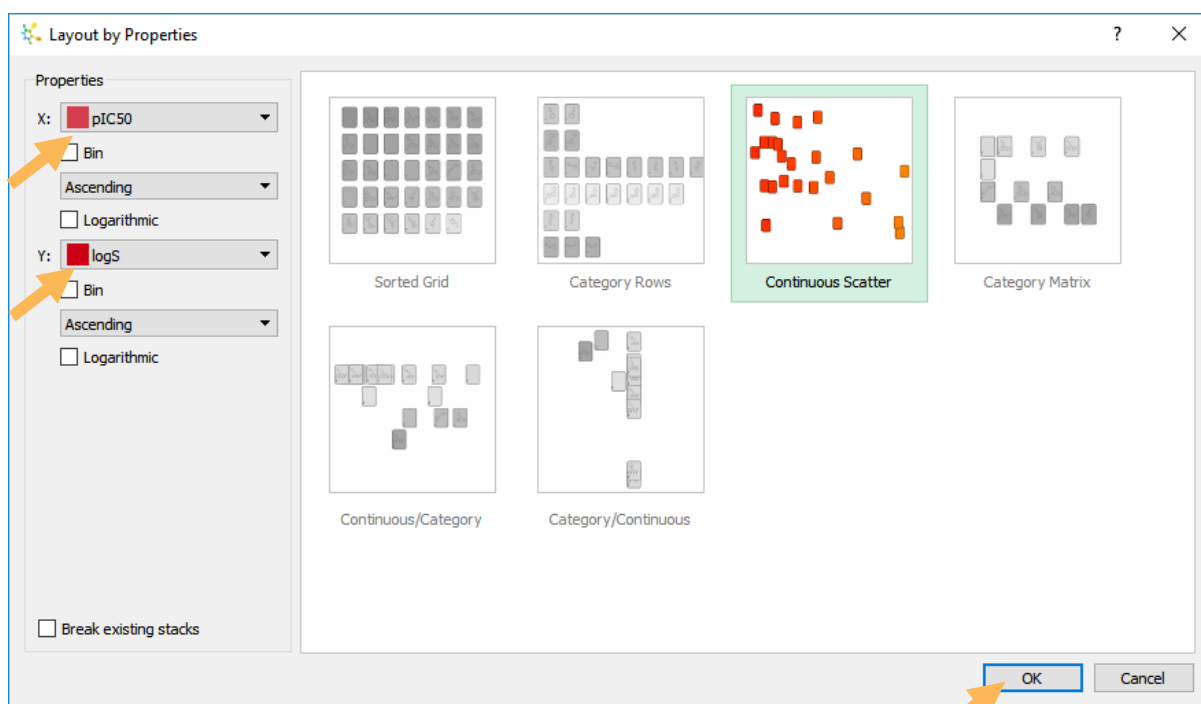 Layout by Properties
?
Properties
X: pIC50
Bin
Ascending
Logarithmic
Y: logS
Bin
Ascending
Logarithmic
Break existing stacks
Sorted Grid
Category Rows
Continuous Scatter
Category Matrix
Continuous/Category
Category/Continuous
OK
Cancel